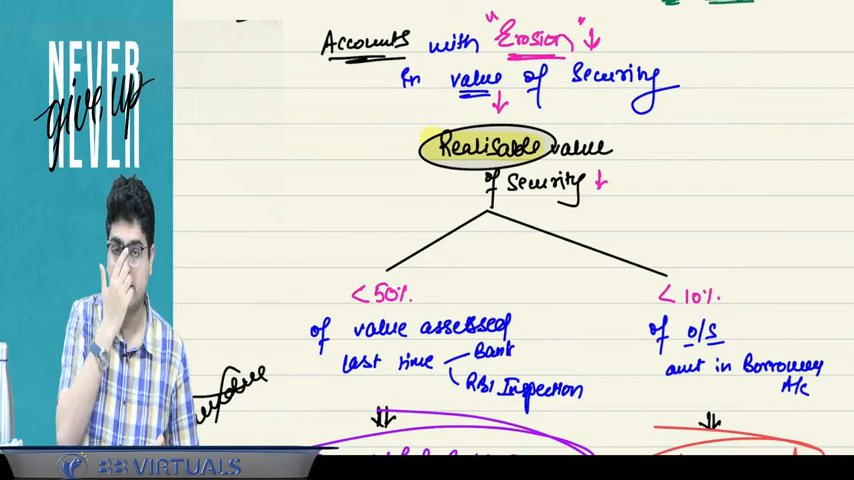 NEVER
give up
NEVER
Accounts with "Erosion" ↓
in value of Security
↓
Realisable value
of Security ↓
< 50%.
of value assessed
last time
Bank
RBI Inspection
< 10%.
of o/s
amt in Borrowers
A/c
BB VIRTUALS